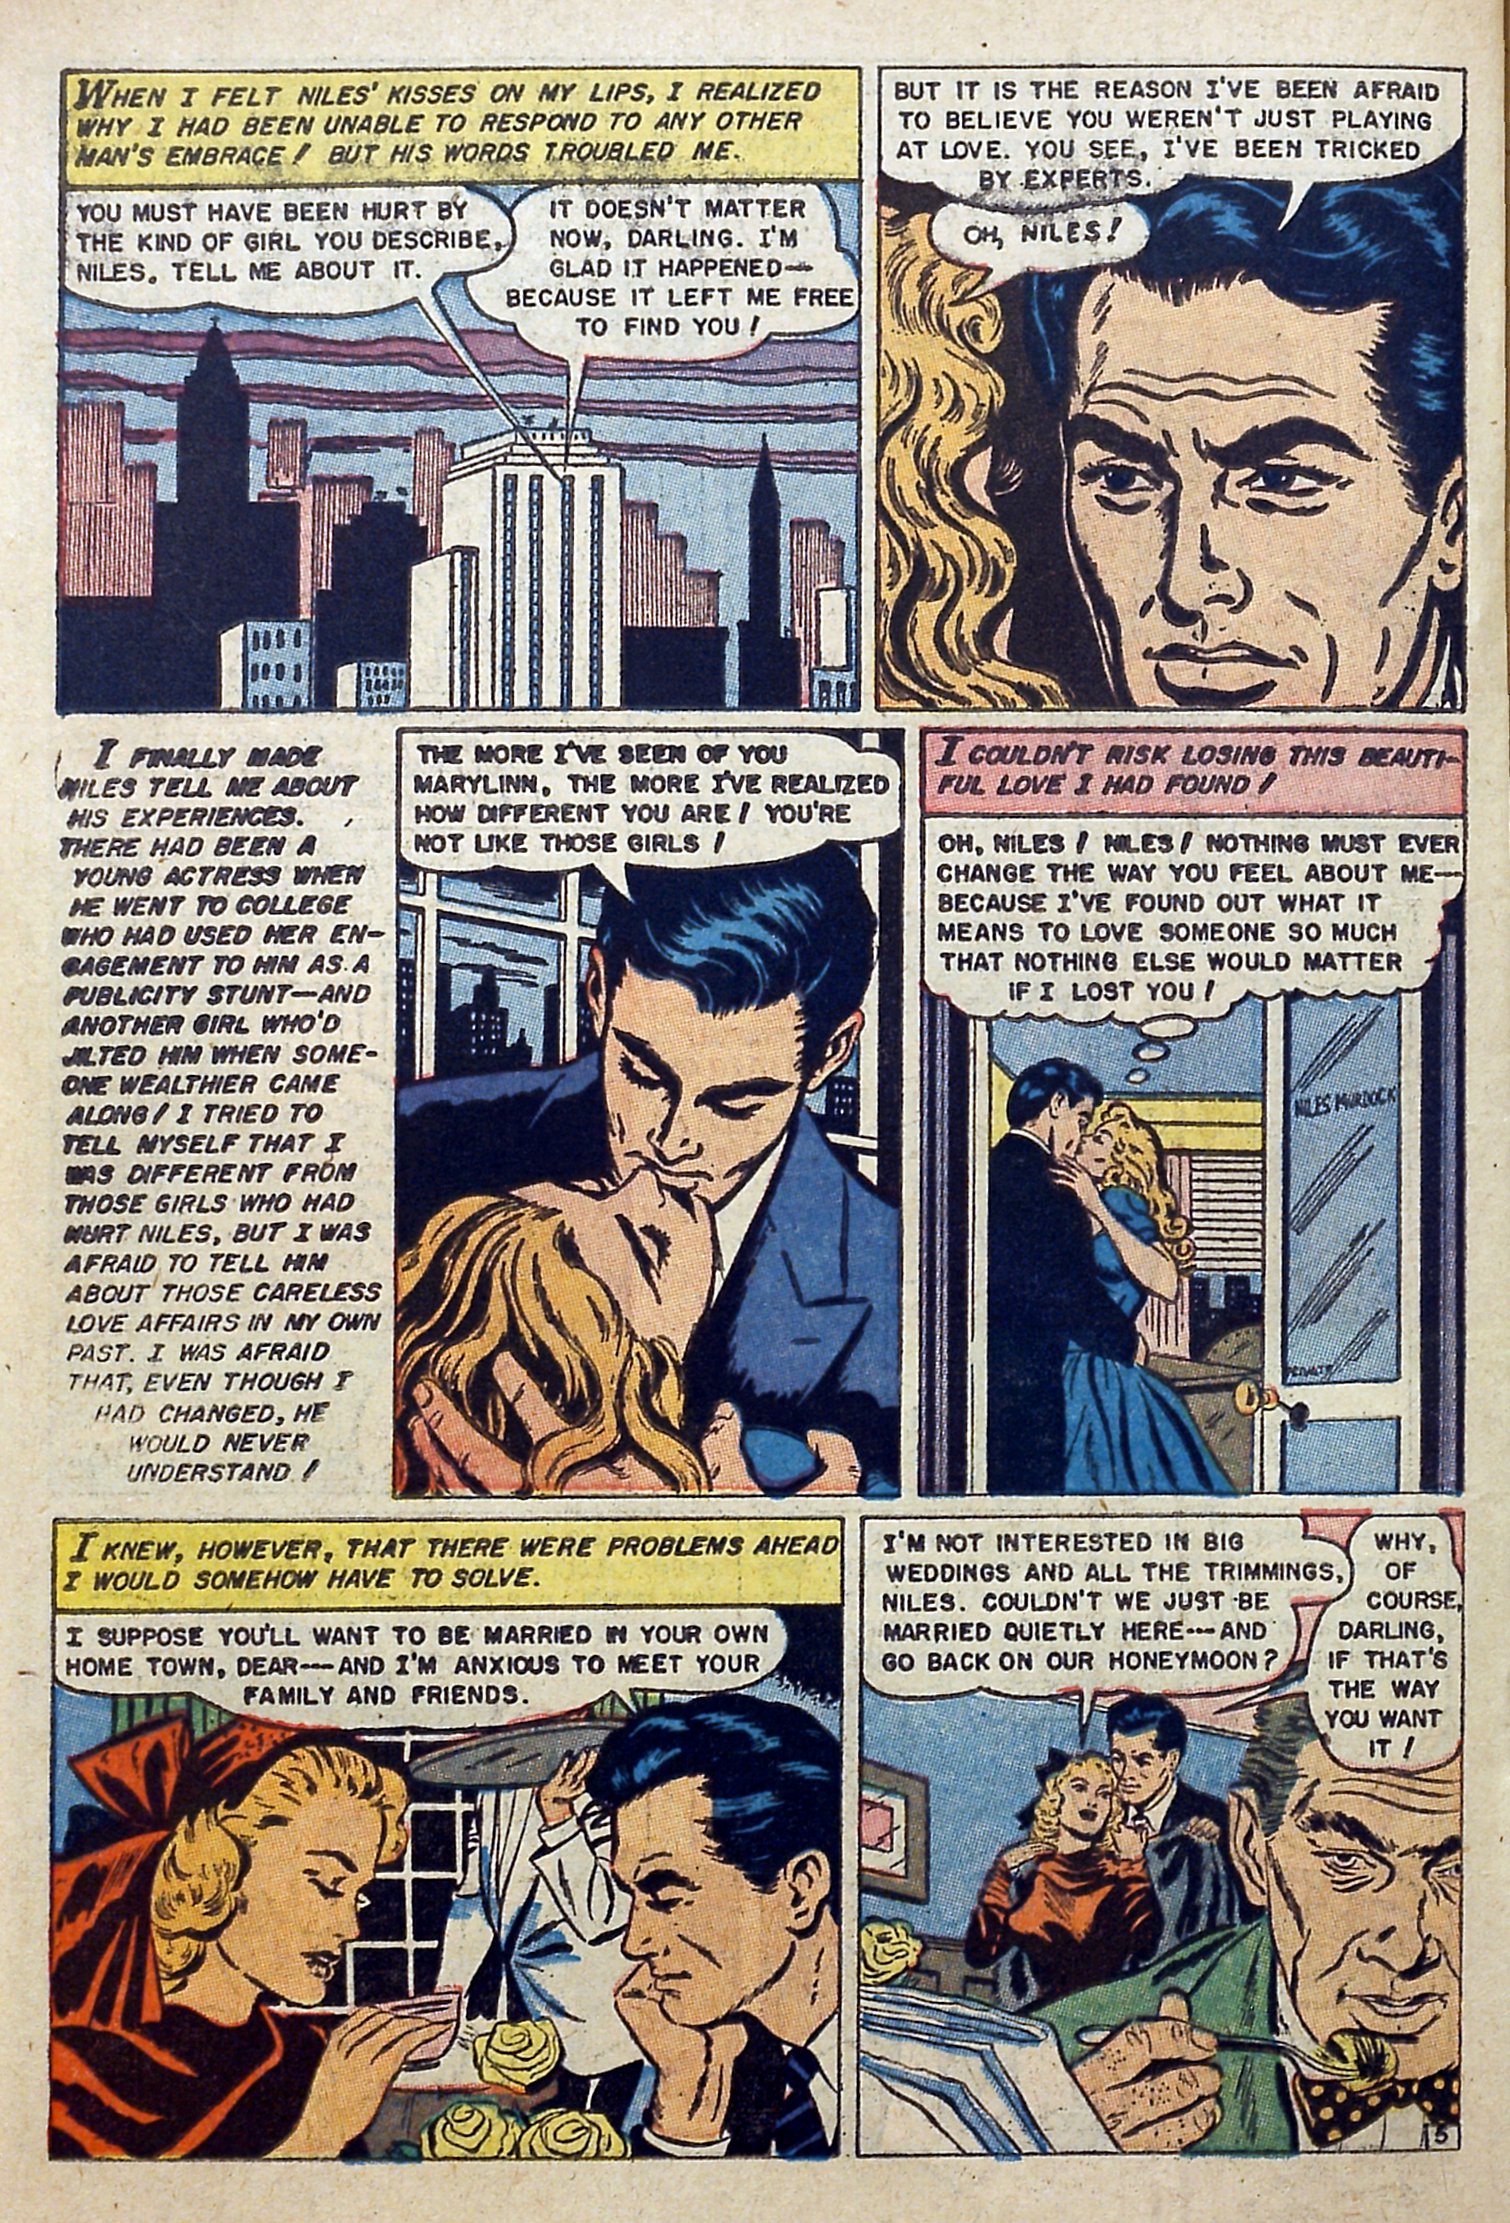 WHEN I FELT NILES' KISSES ON MY LIPS, I REALIZED
WHY I HAD BEEN UNABLE TO RESPOND TO ANY OTHER
MAN'S EMBRACE! BUT HIS WORDS TROUBLED ME.
YOU MUST HAVE BEEN HURT BY
THE KIND OF GIRL YOU DESCRIBE,
NILES. TELL ME ABOUT IT.
IT DOESN'T MATTER
NOW, DARLING. I'M
GLAD IT HAPPENED—
BECAUSE IT LEFT ME FREE
TO FIND YOU!
BUT IT IS THE REASON I'VE BEEN AFRAID
TO BELIEVE YOU WEREN'T JUST PLAYING
AT LOVE. YOU SEE, I'VE BEEN TRICKED
BY EXPERTS.
OH, NILES!
I FINALLY MADE
NILES TELL ME ABOUT
HIS EXPERIENCES.
THERE HAD BEEN A
YOUNG ACTRESS WHEN
HE WENT TO COLLEGE
WHO HAD USED HER EN-
GAGEMENT TO HIM AS A
PUBLICITY STUNT—AND
ANOTHER GIRL WHO'D
JILTED HIM WHEN SOME-
ONE WEALTHIER CAME
ALONG! I TRIED TO
TELL MYSELF THAT I
WAS DIFFERENT FROM
THOSE GIRLS WHO HAD
HURT NILES, BUT I WAS
AFRAID TO TELL HIM
ABOUT THOSE CARELESS
LOVE AFFAIRS IN MY OWN
PAST. I WAS AFRAID
THAT, EVEN THOUGH I
HAD CHANGED, HE
WOULD NEVER
UNDERSTAND!
THE MORE I'VE SEEN OF YOU
MARYLINN, THE MORE I'VE REALIZED
HOW DIFFERENT YOU ARE! YOU'RE
NOT LIKE THOSE GIRLS!
I COULDN'T RISK LOSING THIS BEAUTI-
FUL LOVE I HAD FOUND!
OH, NILES! NILES! NOTHING MUST EVER
CHANGE THE WAY YOU FEEL ABOUT ME—
BECAUSE I'VE FOUND OUT WHAT IT
MEANS TO LOVE SOMEONE SO MUCH
THAT NOTHING ELSE WOULD MATTER
IF I LOST YOU!
NILES MURDOCK
PRIVATE
I KNEW, HOWEVER, THAT THERE WERE PROBLEMS AHEAD
I WOULD SOMEHOW HAVE TO SOLVE.
I SUPPOSE YOU'LL WANT TO BE MARRIED IN YOUR OWN
HOME TOWN, DEAR—AND I'M ANXIOUS TO MEET YOUR
FAMILY AND FRIENDS.
I'M NOT INTERESTED IN BIG
WEDDINGS AND ALL THE TRIMMINGS,
NILES. COULDN'T WE JUST BE
MARRIED QUIETLY HERE—AND
GO BACK ON OUR HONEYMOON?
WHY,
OF
COURSE,
DARLING,
IF THAT'S
THE WAY
YOU WANT
IT!
5